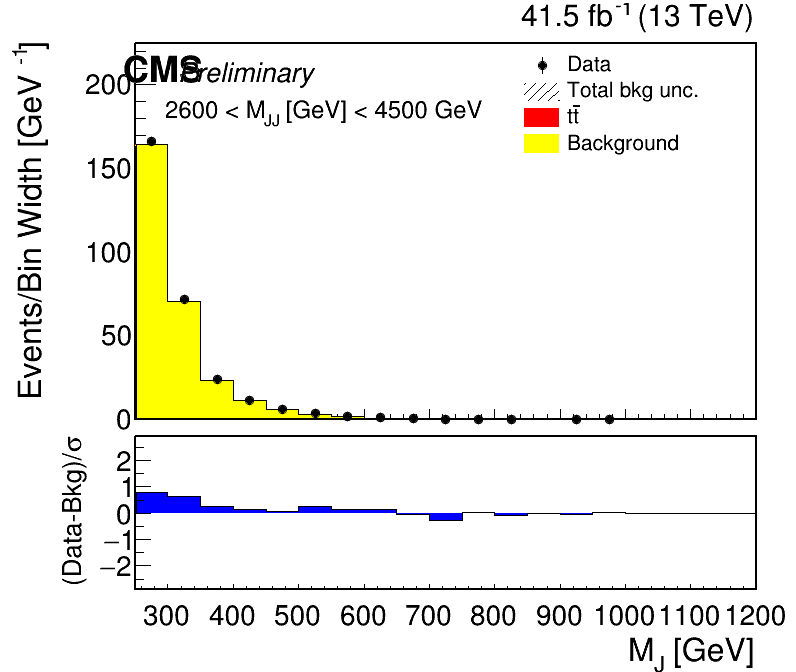 41.5 fb-1 (13 TeV)
CMS Preliminary
2600 < MJJ [GeV] < 4500 GeV
Data
Total bkg unc.
tt̄
Background
Events/Bin Width [GeV-1]
200
150
100
50
0
(Data-Bkg)/σ
2
1
0
−1
−2
300 400 500 600 700 800 900 1000 1100 1200
MJ [GeV]